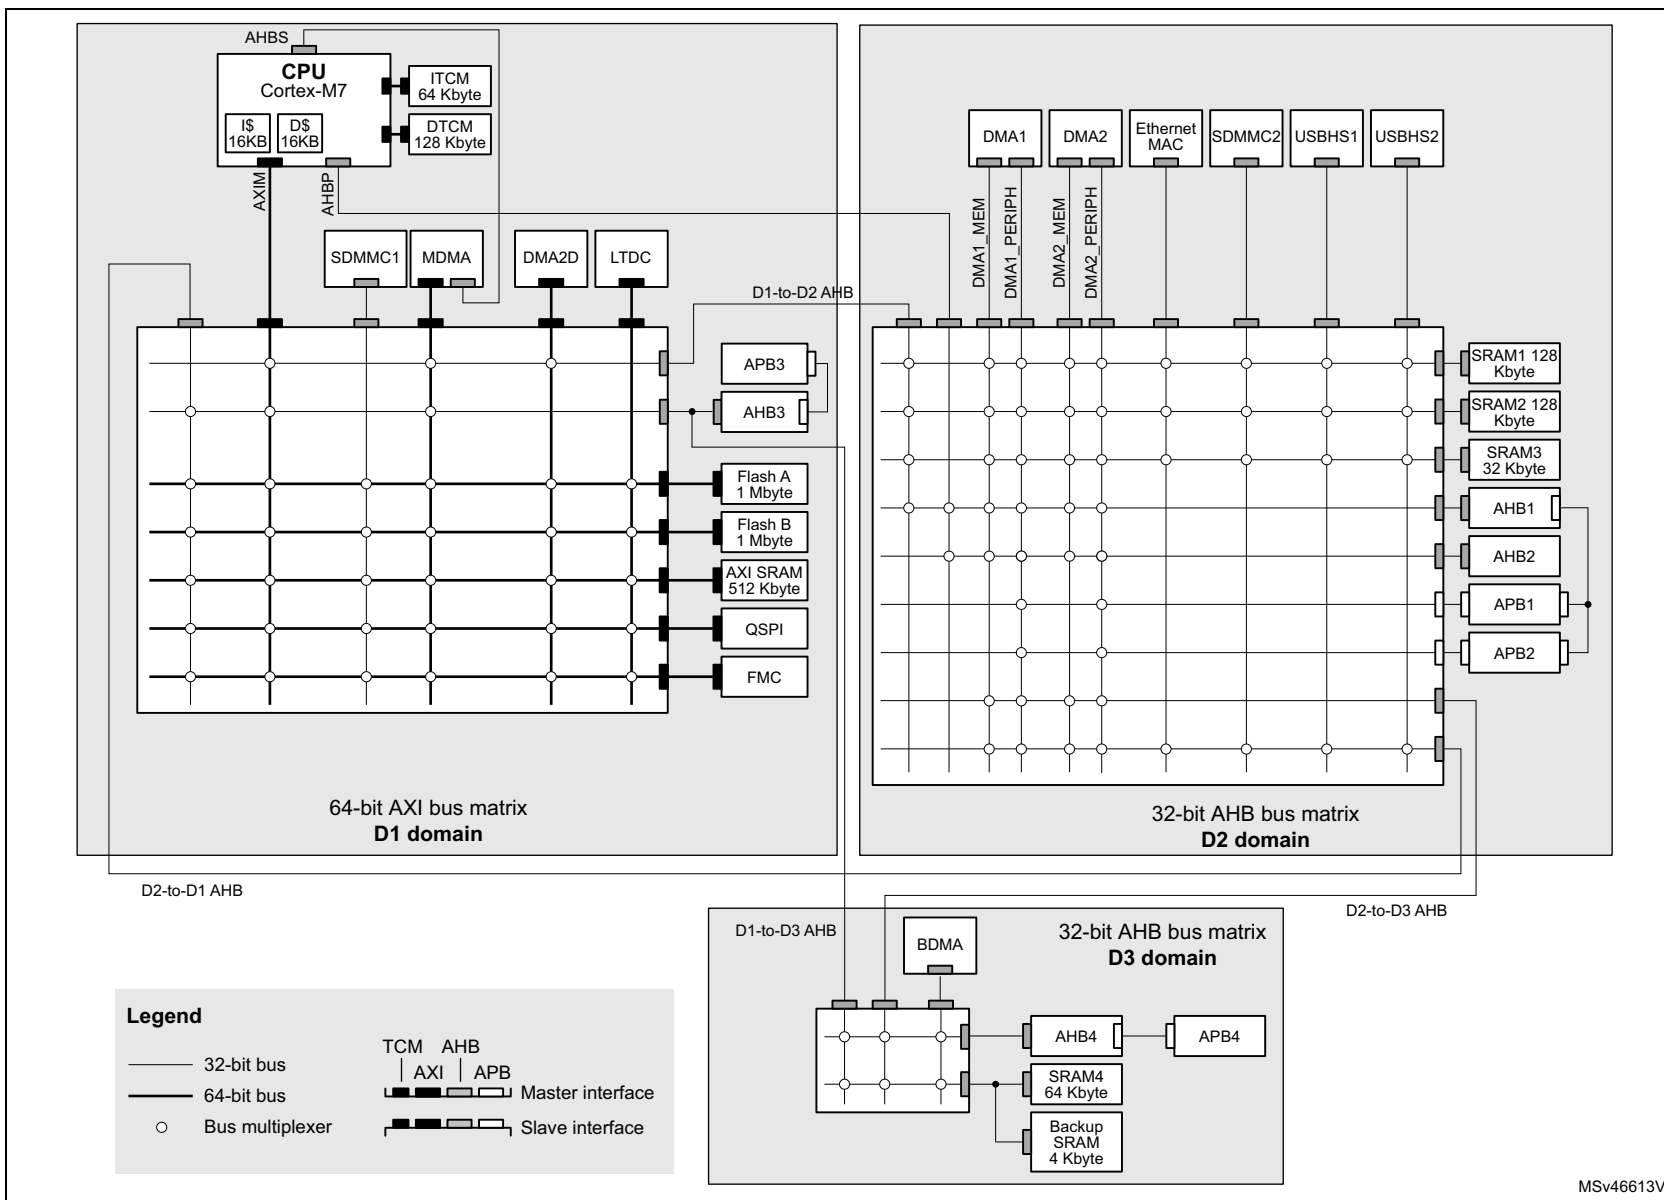 AHBS
CPU
Cortex-M7
I$
16KB
D$
16KB
ITCM
64 Kbyte
DTCM
128 Kbyte
AXIM
AHBP
SDMMC1
MDMA
DMA2D
LTDC
D1-to-D2 AHB
APB3
AHB3
Flash A
1 Mbyte
Flash B
1 Mbyte
AXI SRAM
512 Kbyte
QSPI
FMC
64-bit AXI bus matrix
D1 domain
DMA1
DMA2
Ethernet
MAC
SDMMC2
USBHS1
USBHS2
DMA1_MEM
DMA1_PERIPH
DMA2_MEM
DMA2_PERIPH
SRAM1 128
Kbyte
SRAM2 128
Kbyte
SRAM3
32 Kbyte
AHB1
AHB2
APB1
APB2
32-bit AHB bus matrix
D2 domain
D2-to-D1 AHB
D2-to-D3 AHB
D1-to-D3 AHB
BDMA
32-bit AHB bus matrix
D3 domain
AHB4
APB4
SRAM4
64 Kbyte
Backup
SRAM
4 Kbyte
Legend
32-bit bus
64-bit bus
Bus multiplexer
TCM AHB
AXI APB
Master interface
Slave interface
MSv46613V